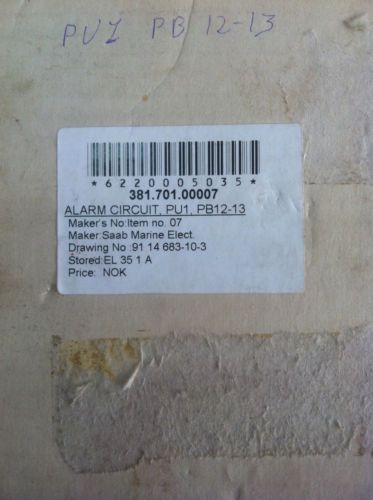 PU1 PB 12-13
*6220005035*
381.701.00007
ALARM CIRCUIT, PU1, PB12-13
Maker's No:Item no. 07
Maker:Saab Marine Elect.
Drawing No :91 14 683-10-3
Stored:EL 35 1 A
Price: NOK